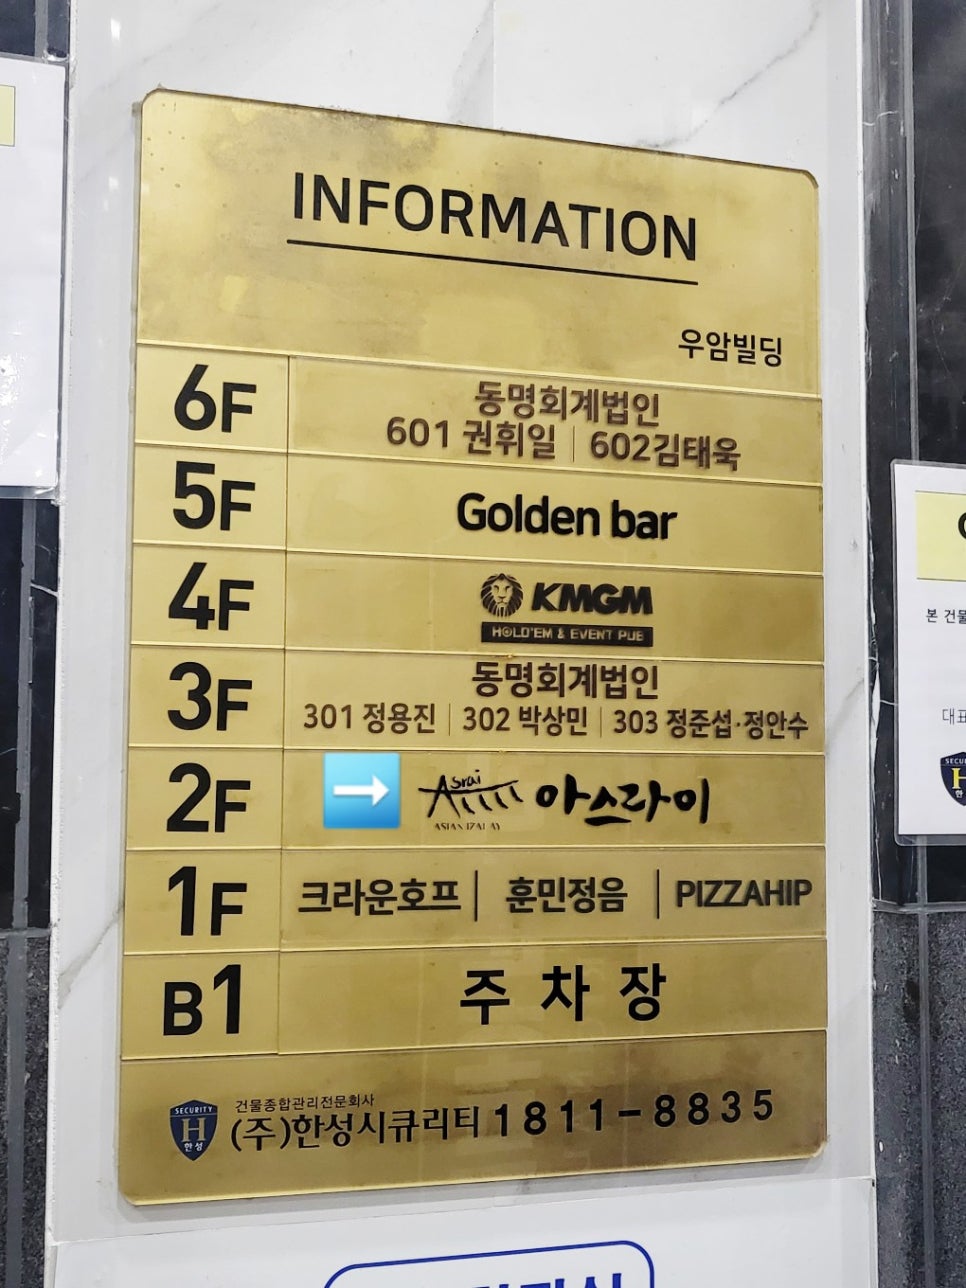 INFORMATION
우암빌딩
6F
동명회계법인
601 권휘일 | 602김태욱
5F
Golden bar
4F
KMGM
HOLD'EM & EVENT PUB
3F
동명회계법인
301 정용진 | 302 박상민 | 303 정준섭·정안수
2F
Asrai
아스라이
1F
크라운호프 | 훈민정음 | PIZZAHIP
B1
주차장
SECURITY
H
한성
건물종합관리전문회사
(주)한성시큐리티 1811-8835
본 건물
대표